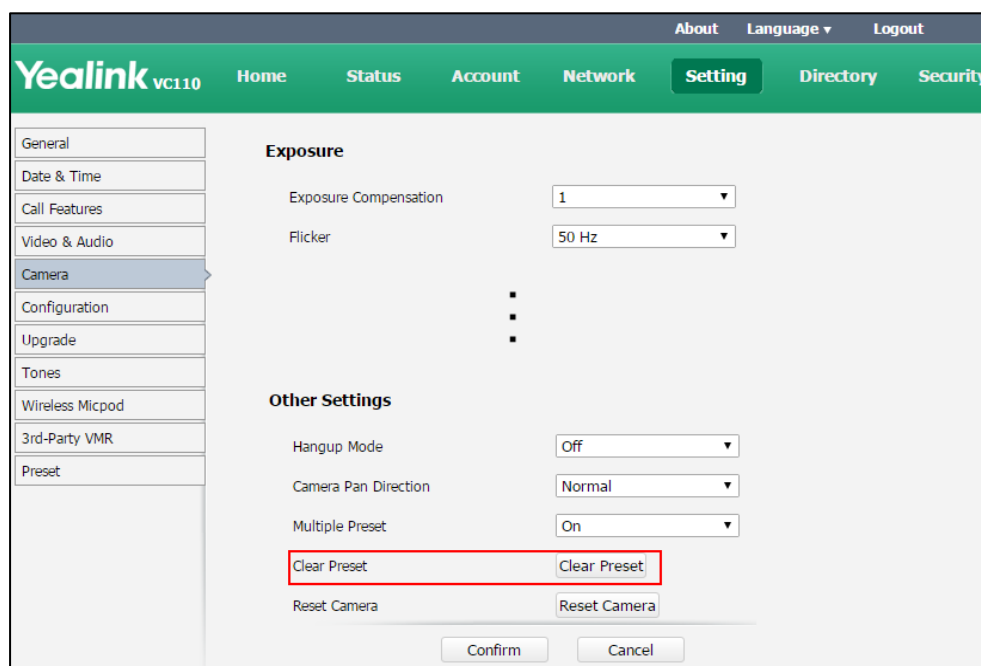 About Language ▾ Logout
Yealink VC110 Home Status Account Network Setting Directory Security
General
Date & Time
Call Features
Video & Audio
Camera
Configuration
Upgrade
Tones
Wireless Micpod
3rd-Party VMR
Preset
Exposure
Exposure Compensation 1
Flicker 50 Hz
Other Settings
Hangup Mode Off
Camera Pan Direction Normal
Multiple Preset On
Clear Preset Clear Preset
Reset Camera Reset Camera
Confirm Cancel